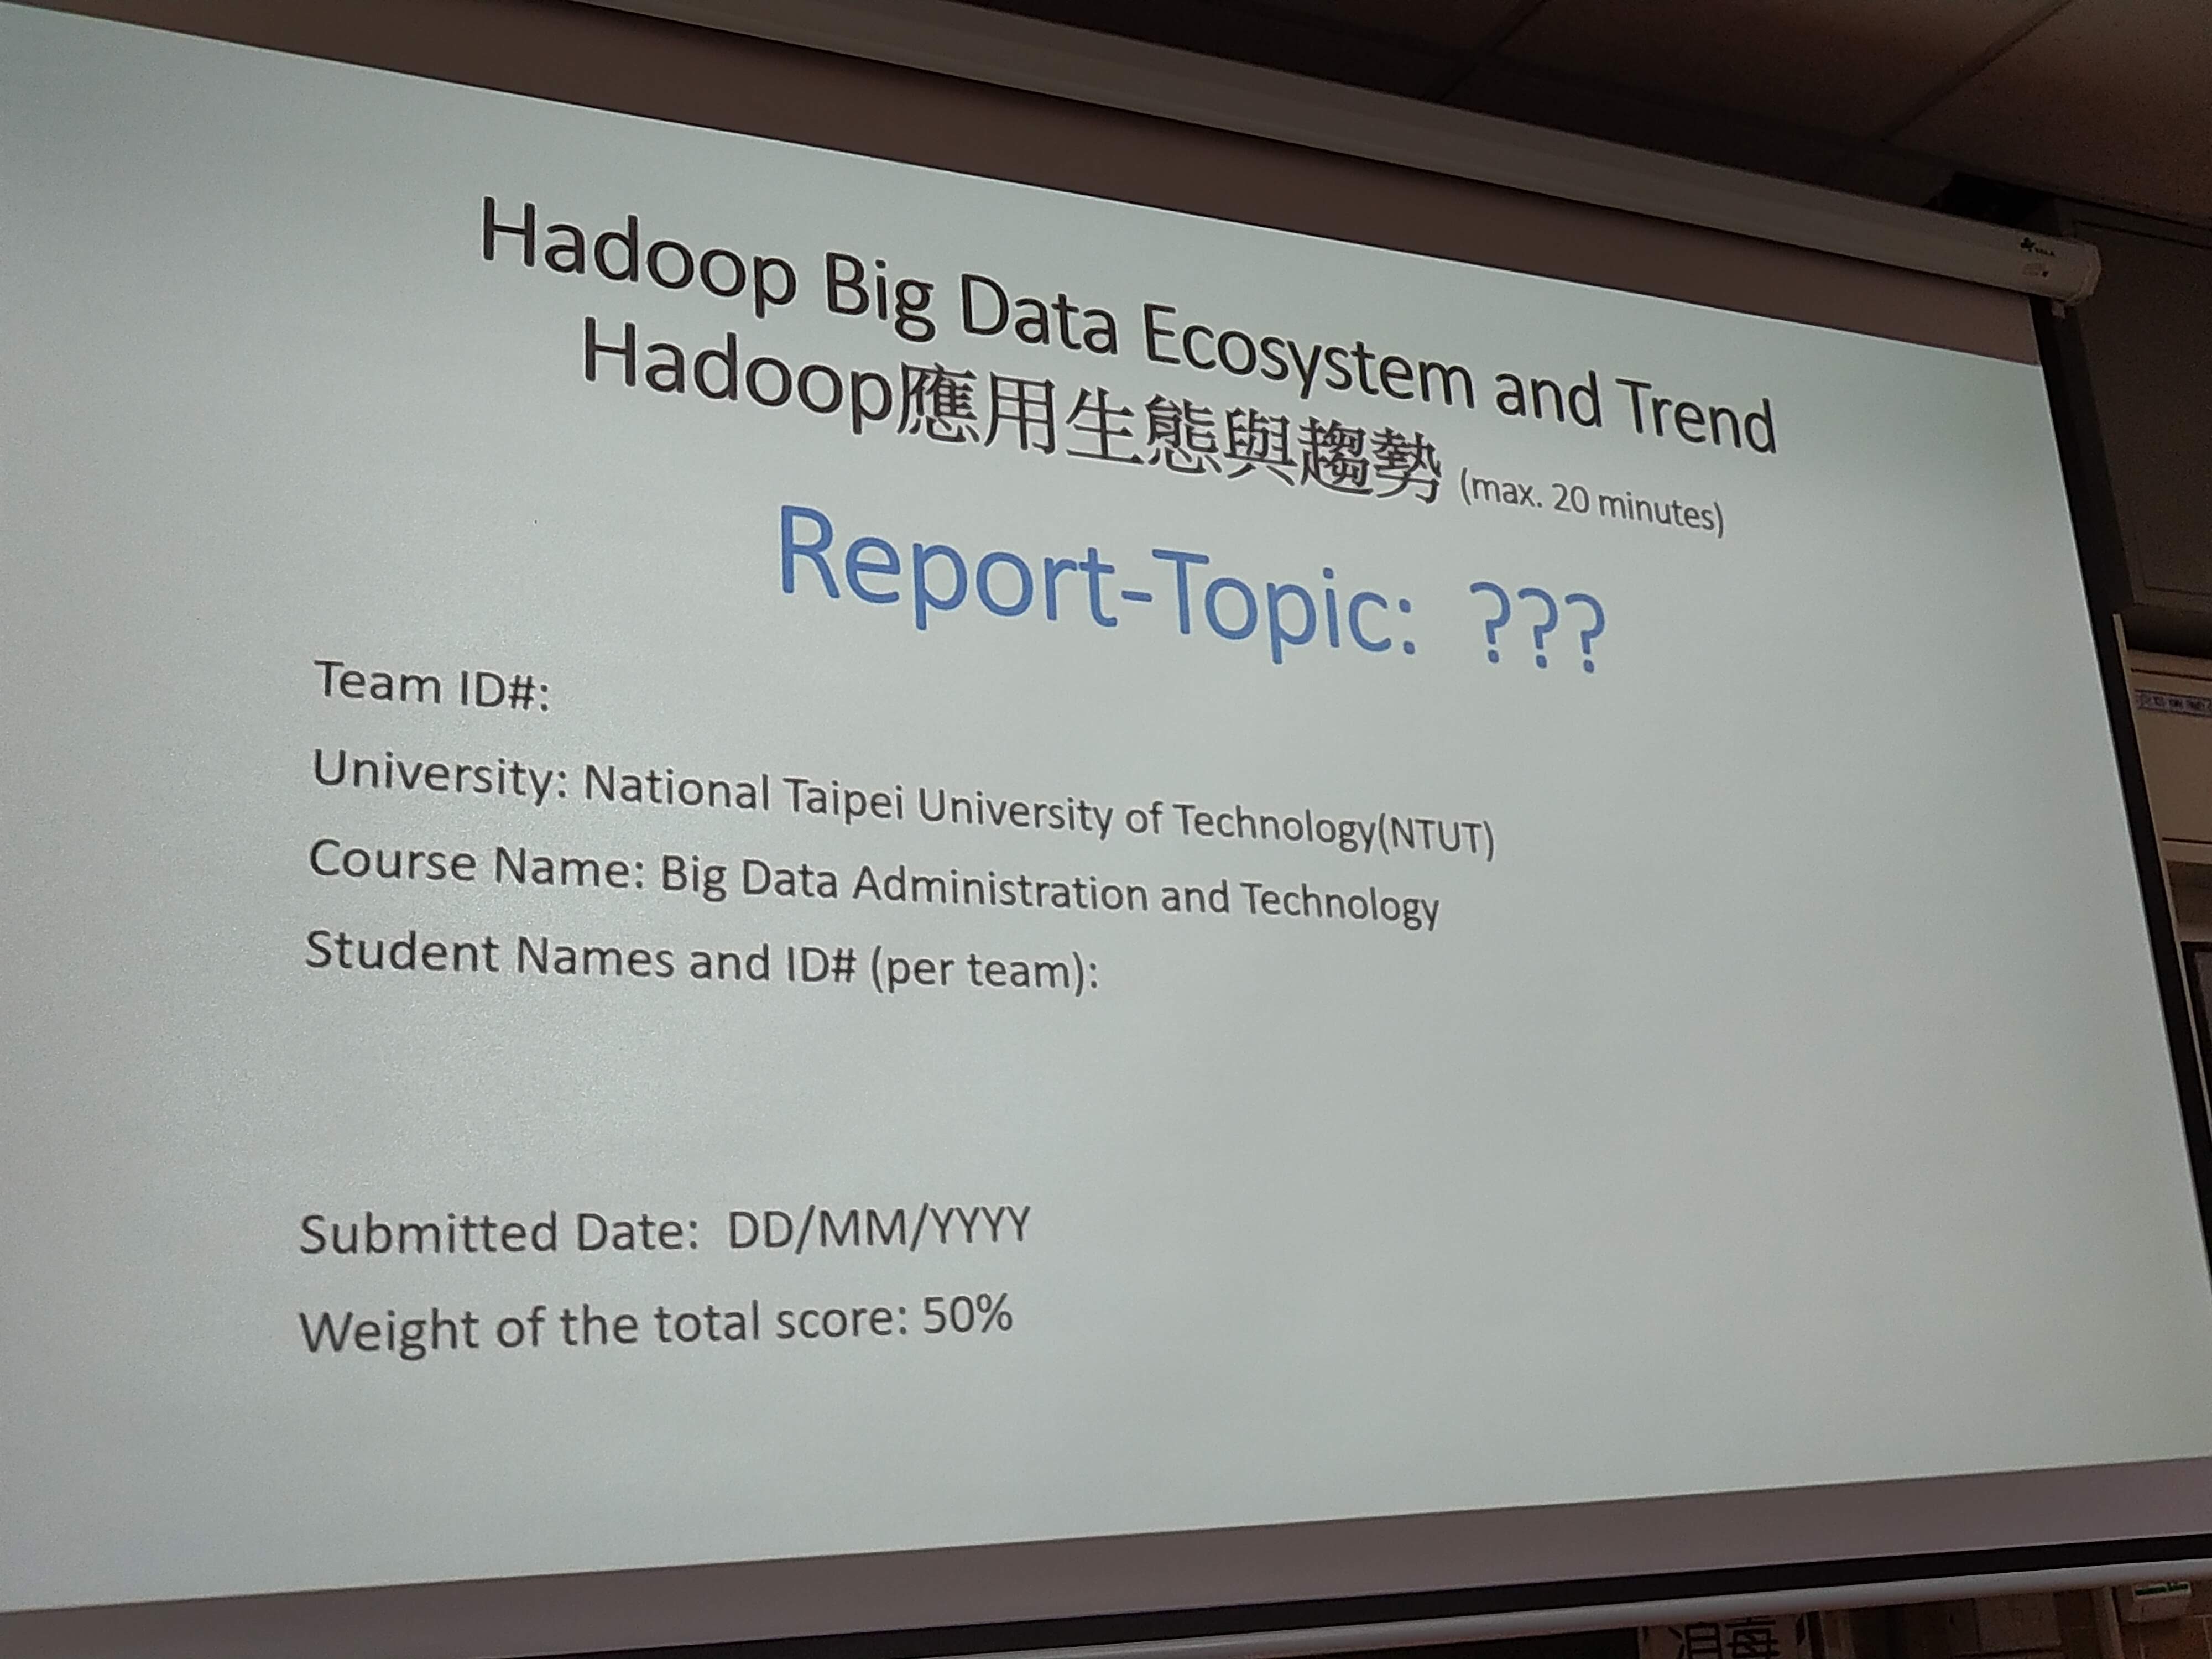 Hadoop Big Data Ecosystem and Trend
Hadoop應用生態與趨勢 (max. 20 minutes)
Report-Topic: ???
Team ID#:
University: National Taipei University of Technology(NTUT)
Course Name: Big Data Administration and Technology
Student Names and ID# (per team):
Submitted Date: DD/MM/YYYY
Weight of the total score: 50%
消毒